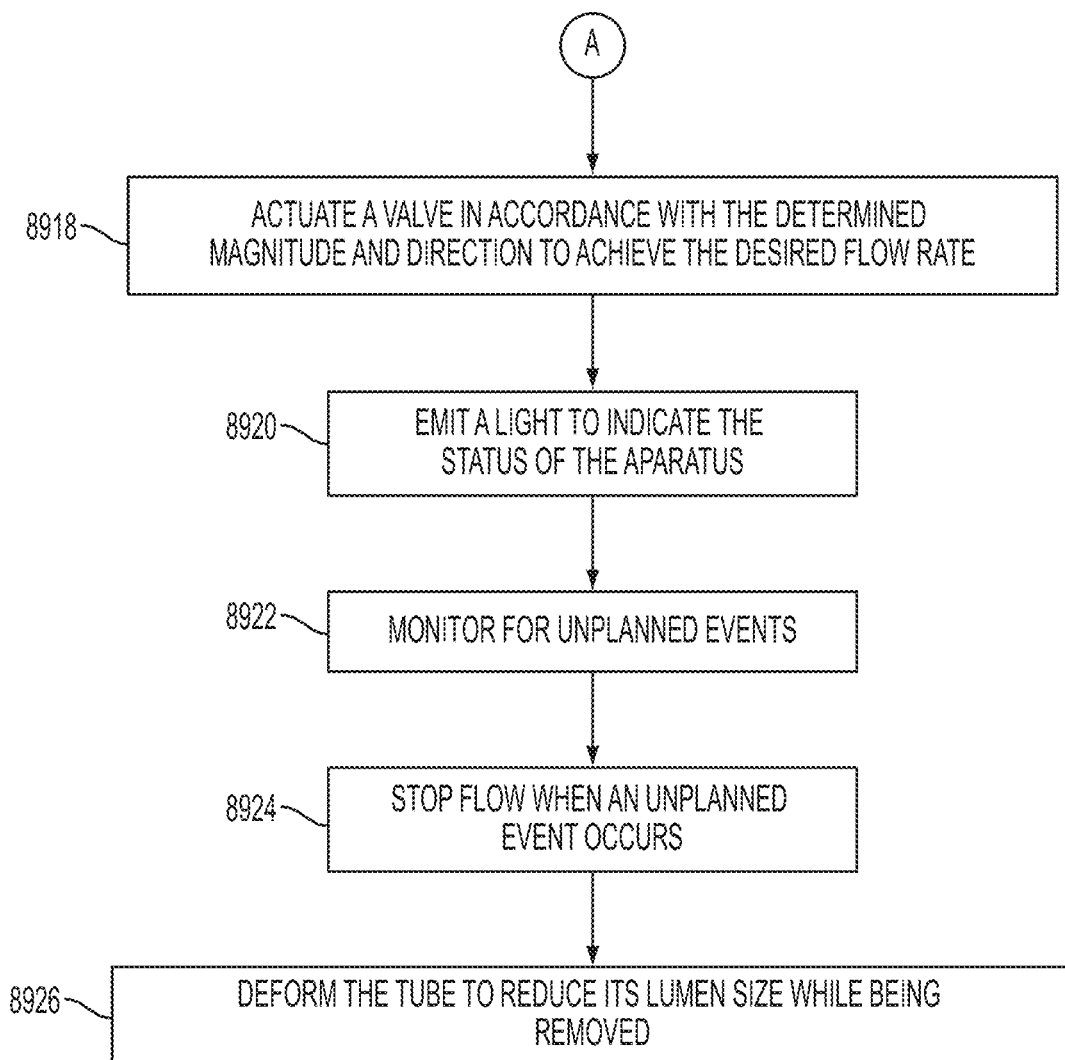 A
8918
ACTUATE A VALVE IN ACCORDANCE WITH THE DETERMINED
MAGNITUDE AND DIRECTION TO ACHIEVE THE DESIRED FLOW RATE
8920
EMIT A LIGHT TO INDICATE THE
STATUS OF THE APARATUS
8922
MONITOR FOR UNPLANNED EVENTS
8924
STOP FLOW WHEN AN UNPLANNED
EVENT OCCURS
8926
DEFORM THE TUBE TO REDUCE ITS LUMEN SIZE WHILE BEING
REMOVED